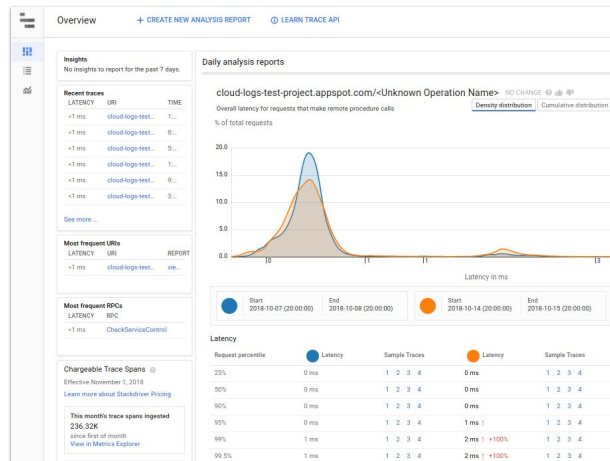 Overview
+ CREATE NEW ANALYSIS REPORT
LEARN TRACE API
Insights
No insights to report for the past 7 days.
Recent traces
LATENCY URI TIME
<1 ms cloud-logs-test... 1:...
<1 ms cloud-logs-test... 8:...
<1 ms cloud-logs-test... 5:...
<1 ms cloud-logs-test... 1:...
<1 ms cloud-logs-test... 9:...
<1 ms cloud-logs-test... 3:...
See more ...
Most frequent URIs
LATENCY URI REPORT
<1 ms cloud-logs-test... vie...
Most frequent RPCs
LATENCY RPC
<1 ms CheckServiceControl
Chargeable Trace Spans
Effective November 1, 2018
Learn more about Stackdriver Pricing
This month's trace spans ingested
236.32K
since first of month
View in Metrics Explorer
Daily analysis reports
cloud-logs-test-project.appspot.com/<Unknown Operation Name> NO CHANGE
Overall latency for requests that make remote procedure calls
Density distribution Cumulative distribution
% of total requests
20.0
15.0
10.0
5.0
0.0
0 1 1 3
Latency in ms
Start End
2018-10-07 (20:00:00) 2018-10-08 (20:00:00)
Start End
2018-10-14 (20:00:00) 2018-10-15 (20:00:00)
Latency
Request percentile Latency Sample Traces Latency Sample Traces
25% 0 ms 1 2 3 4 0 ms 1 2 3 4
50% 0 ms 1 2 3 4 0 ms 1 2 3 4
90% 0 ms 1 2 3 4 0 ms 1 2 3 4
95% 0 ms 1 2 3 4 1 ms 1 2 3 4
99% 1 ms 1 2 3 4 2 ms +100% 1 2 3 4
99.5% 1 ms 1 2 3 4 2 ms +100% 1 2 3 4